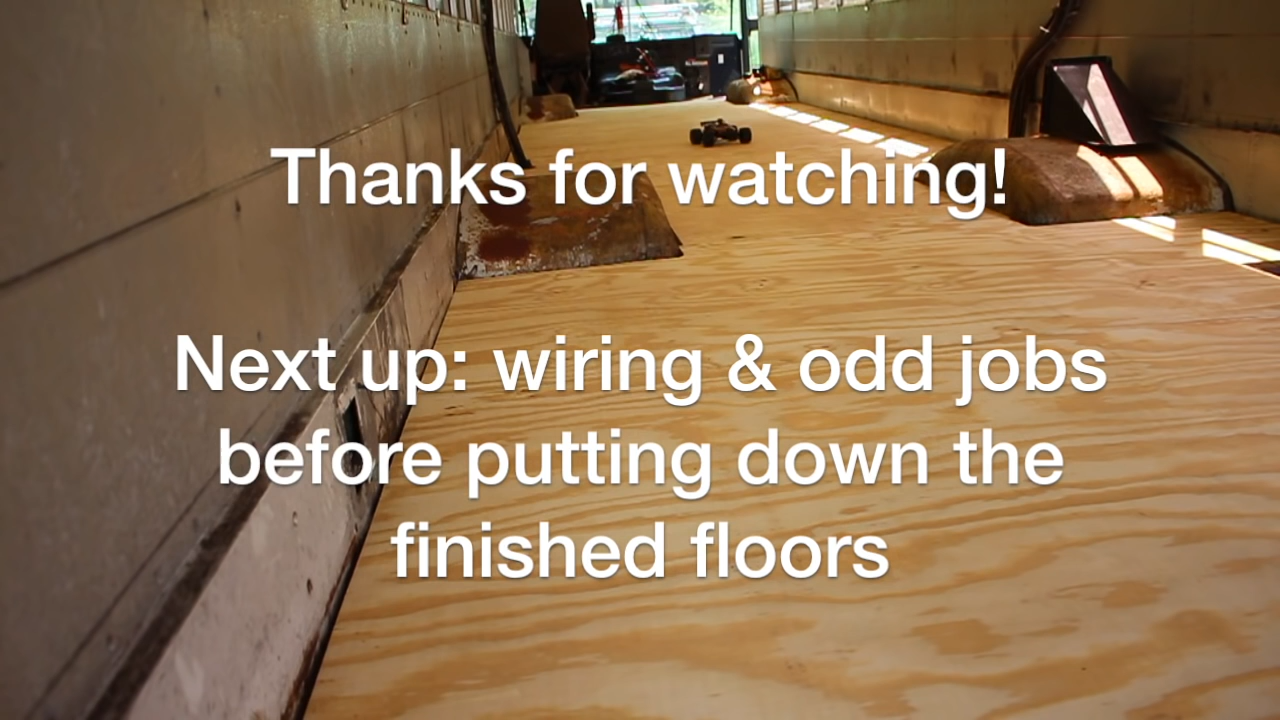 Thanks for watching!
Next up: wiring & odd jobs
before putting down the
finished floors